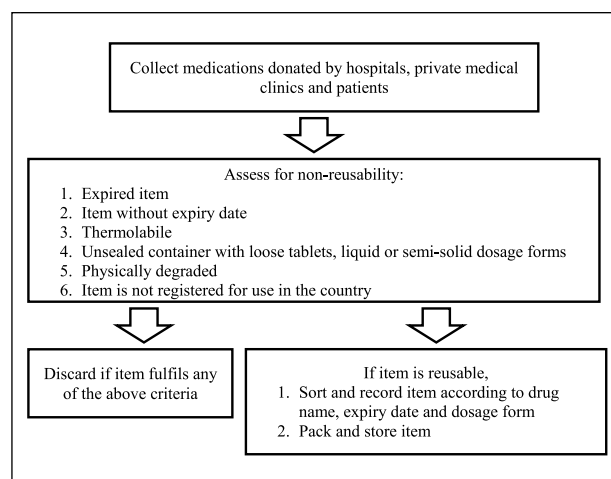 Collect medications donated by hospitals, private medical
clinics and patients
Assess for non-reusability:
1. Expired item
2. Item without expiry date
3. Thermolabile
4. Unsealed container with loose tablets, liquid or semi-solid dosage forms
5. Physically degraded
6. Item is not registered for use in the country
Discard if item fulfils any
of the above criteria
If item is reusable,
1. Sort and record item according to drug
name, expiry date and dosage form
2. Pack and store item